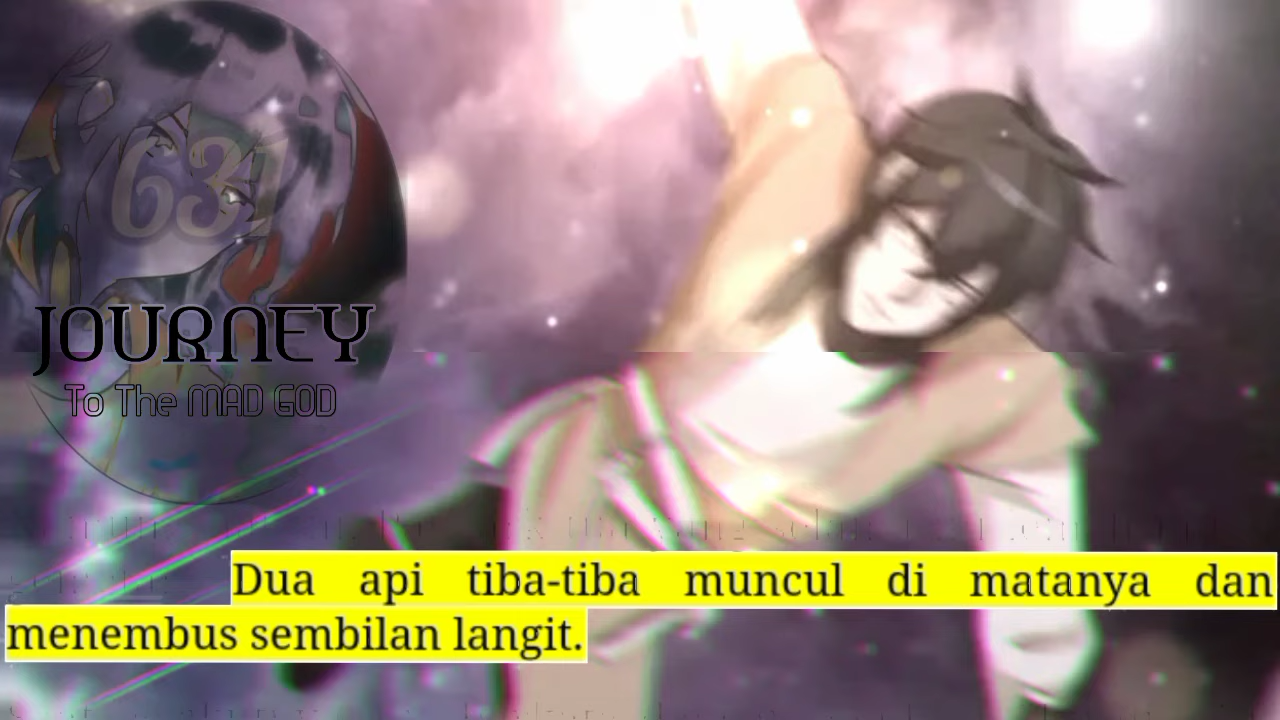 631
JOURNEY
To The MAD GOD
Dua api tiba-tiba muncul di matanya dan
menembus sembilan langit.